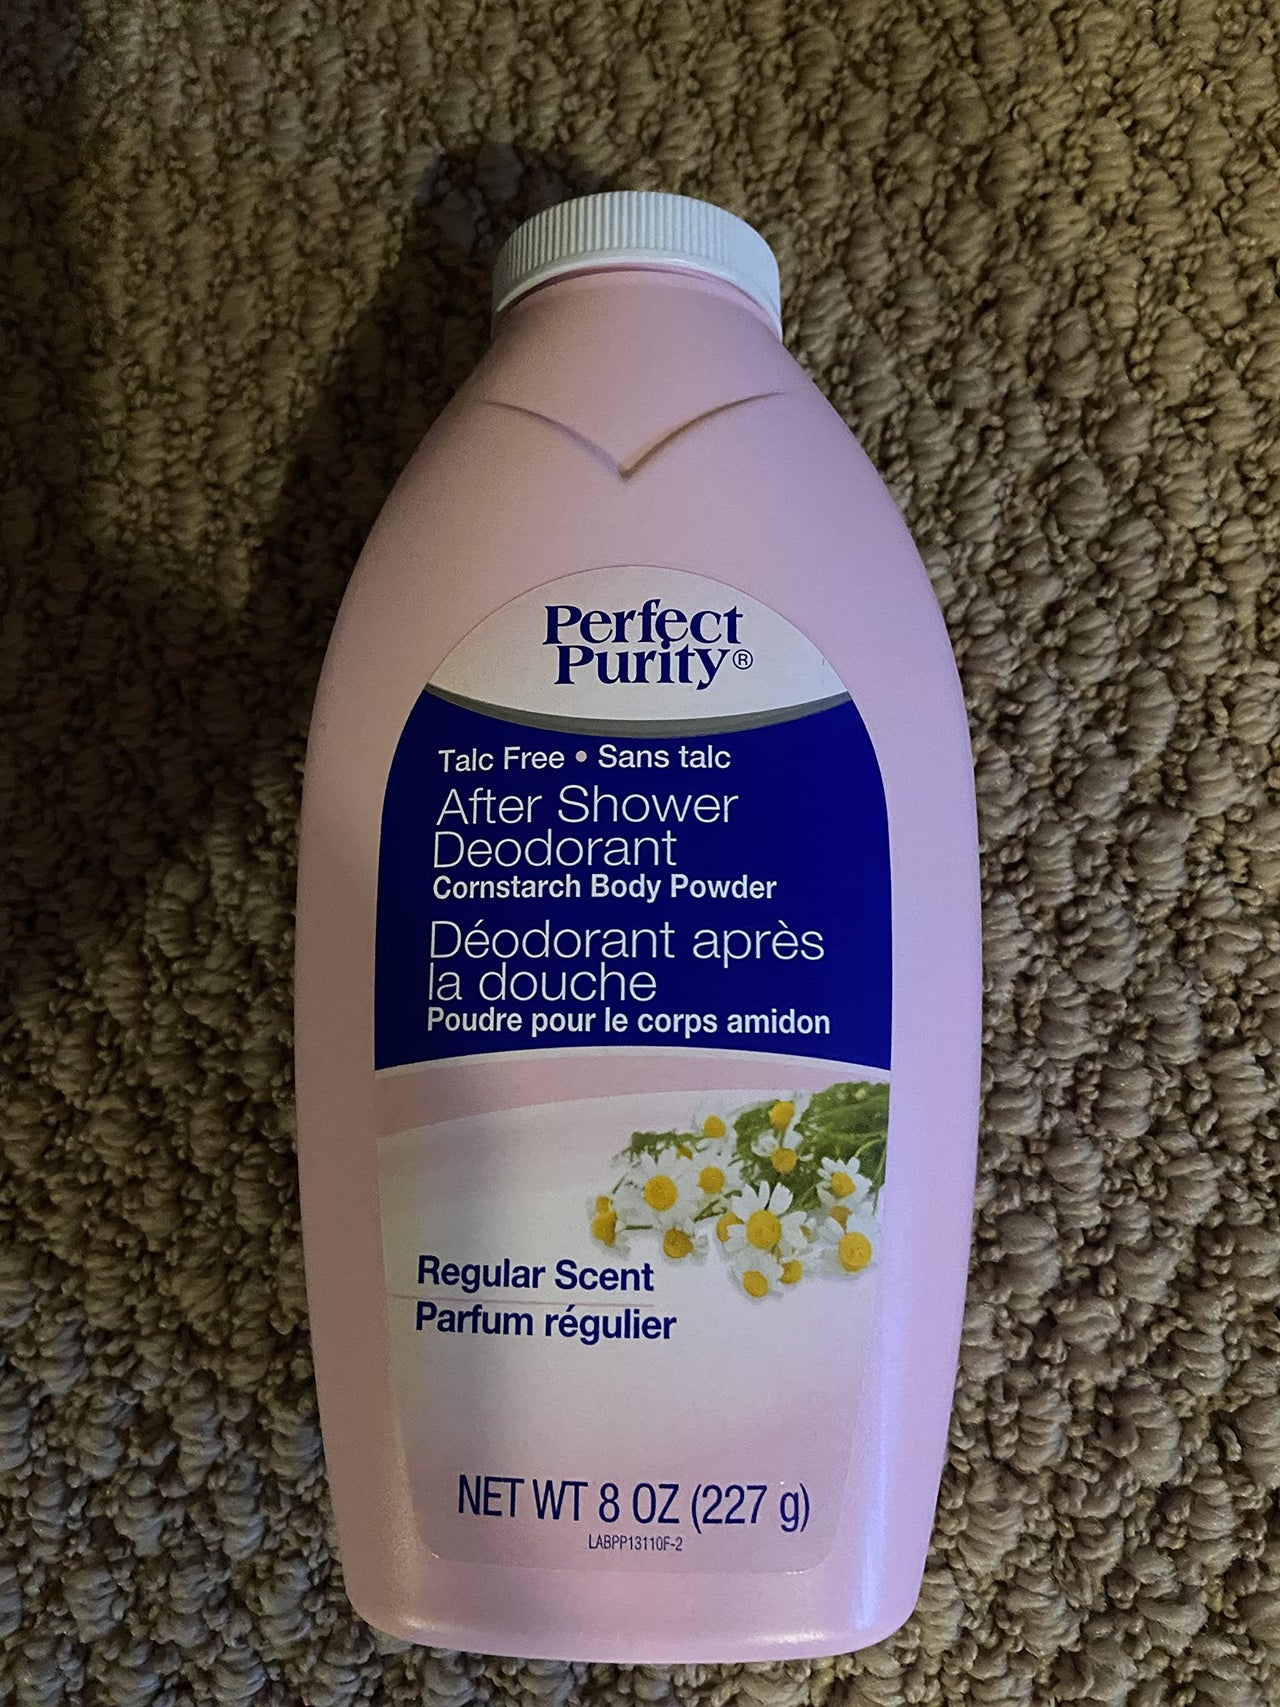 Perfect
Purity®
Talc Free • Sans talc
After Shower
Deodorant
Cornstarch Body Powder
Déodorant après
la douche
Poudre pour le corps amidon
Regular Scent
Parfum régulier
NET WT 8 OZ (227 g)
LABPP13110F-2